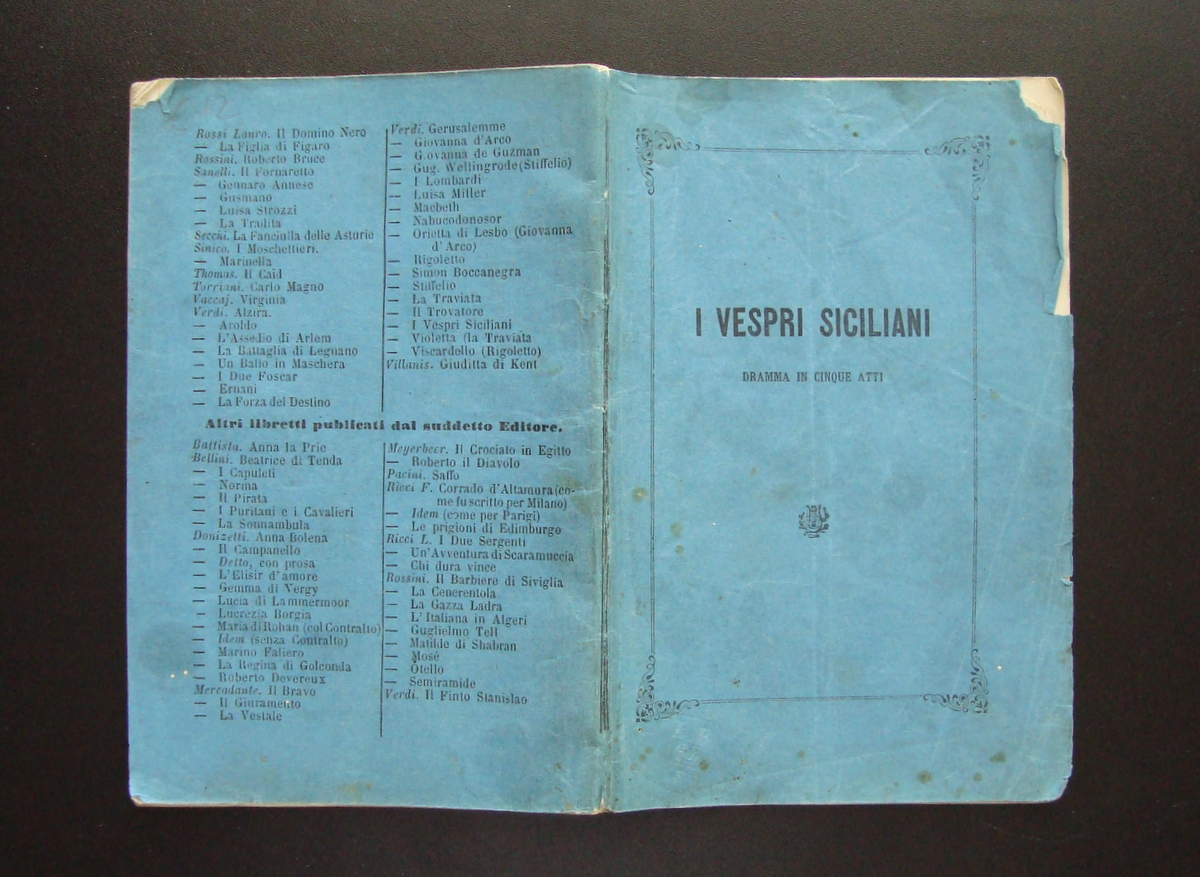 Rossi Lauro. Il Domino Nero
— La Figlia di Figaro
Rossini. Roberto Bruce
Sanelli. Il Fornaretto
— Gennaro Annese
— Gusmano
— Luisa Strozzi
— La Tradita
Secchi. La Fanciulla delle Asturie
Sinico. I Moschettieri.
— Marinella
Thomas. Il Caid
Torriani. Carlo Magno
Vaccaj. Virginia
Verdi. Alzira.
— Aroldo
— L'Assedio di Arlem
— La Battaglia di Legnano
— Un Ballo in Maschera
— I Due Foscar
— Ernani
— La Forza del Destino
Verdi. Gerusalemme
— Giovanna d'Arco
— G.ovanna de Guzman
— Gug. Wellingrode (Stiffelio)
— I Lombardi
— Luisa Miller
— Macbeth
— Nabucodonosor
— Orietta di Lesbo (Giovanna
d'Arco)
— Rigoletto
— Simon Boccanegra
— Stiffelio
— La Traviata
— Il Trovatore
— I Vespri Siciliani
— Violetta (la Traviata
— Viscardello (Rigoletto)
Villanis. Giuditta di Kent
Altri libretti publicati dal suddetto Editore.
Battista. Anna la Prie
Bellini. Beatrice di Tenda
— I Capuleti
— Norma
— Il Pirata
— I Puritani e i Cavalieri
— La Sonnambula
Donizetti. Anna Bolena
— Il Campanello
— Detto, con prosa
— L'Elisir d'amore
— Gemma di Vergy
— Lucia di Lammermoor
— Lucrezia Borgia
— Maria di Rohan (col Contralto)
— Idem (senza Contralto)
— Marino Faliero
— La Regina di Golconda
— Roberto Devereux
Mercadante. Il Bravo
— Il Giuramento
— La Vestale
Meyerbeer. Il Crociato in Egitto
— Roberto il Diavolo
Pacini. Saffo
Ricci F. Corrado d'Altamura (co-
me fu scritto per Milano)
— Idem (come per Parigi)
— Le prigioni di Edimburgo
Ricci L. I Due Sergenti
— Un'Avventura di Scaramuccia
— Chi dura vince
Rossini. Il Barbiere di Siviglia
— La Cenerentola
— La Gazza Ladra
— L'Italiana in Algeri
— Guglielmo Tell
— Matilde di Shabran
— Mosè
— Otello
— Semiramide
Verdi. Il Finto Stanislao
I VESPRI SICILIANI
DRAMMA IN CINQUE ATTI